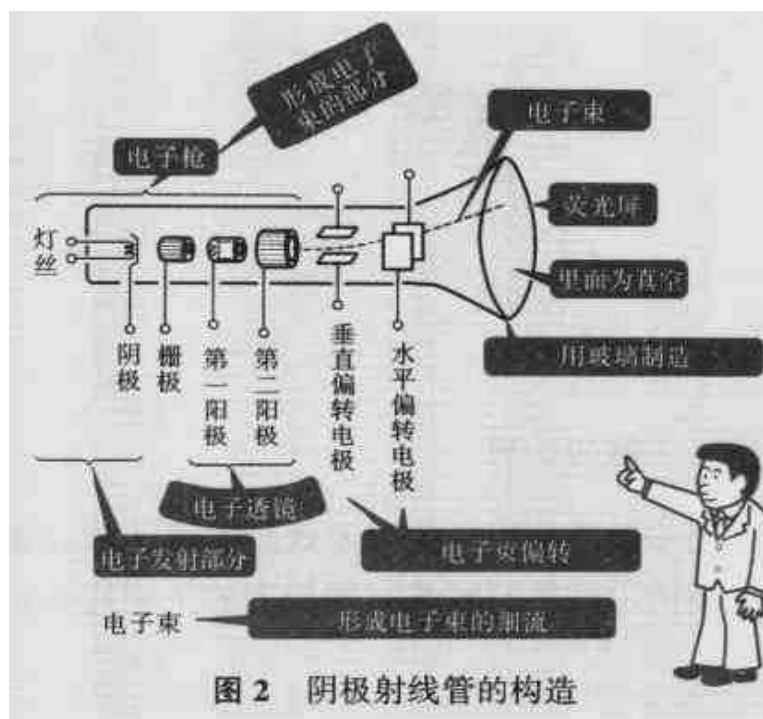 形成电子
束的部分
电子枪
电子束
荧光屏
里面为真空
用玻璃制造
灯丝
阴极
栅极
第一阳极
第二阳极
垂直偏转电极
水平偏转电极
电子透镜
电子发射部分
电子束偏转
电子束
形成电子束的细流
图 2 阴极射线管的构造